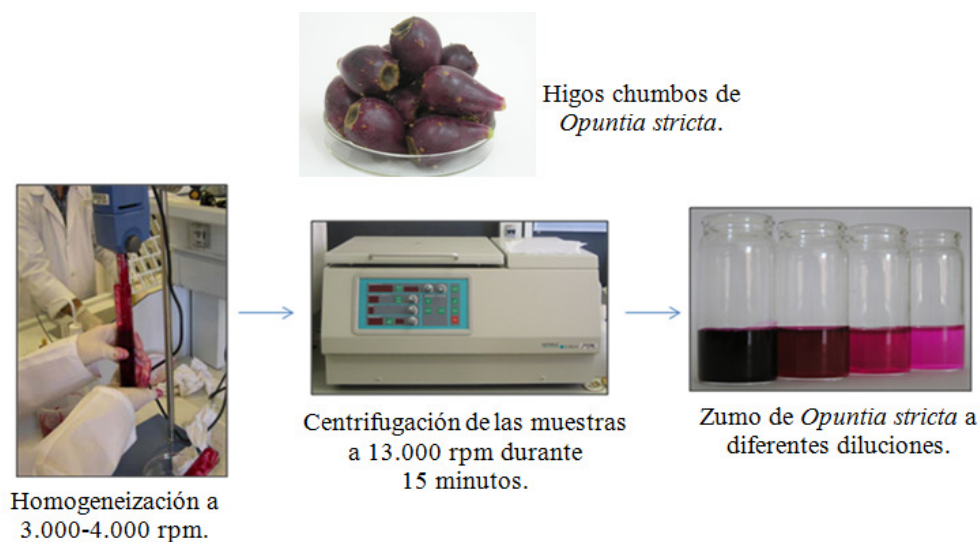 Higos chumbos de
Opuntia stricta.
Homogeneización a
3.000-4.000 rpm.
Centrifugación de las muestras
a 13.000 rpm durante
15 minutos.
Zumo de Opuntia stricta a
diferentes diluciones.